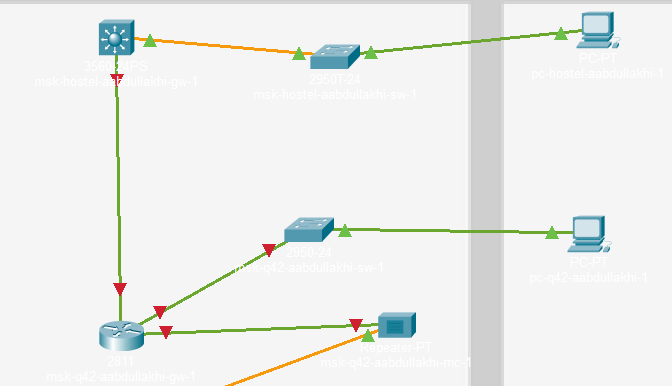 3560-24PS
msk-hostel-aabdullakhi-gw-1
2950T-24
msk-hostel-aabdullakhi-sw-1
PC-PT
pc-hostel-aabdullakhi-1
2950-24
msk-q42-aabdullakhi-sw-1
PC-PT
pc-q42-aabdullakhi-1
2811
msk-q42-aabdullakhi-gw-1
Repeater-PT
msk-q42-aabdullakhi-mc-1